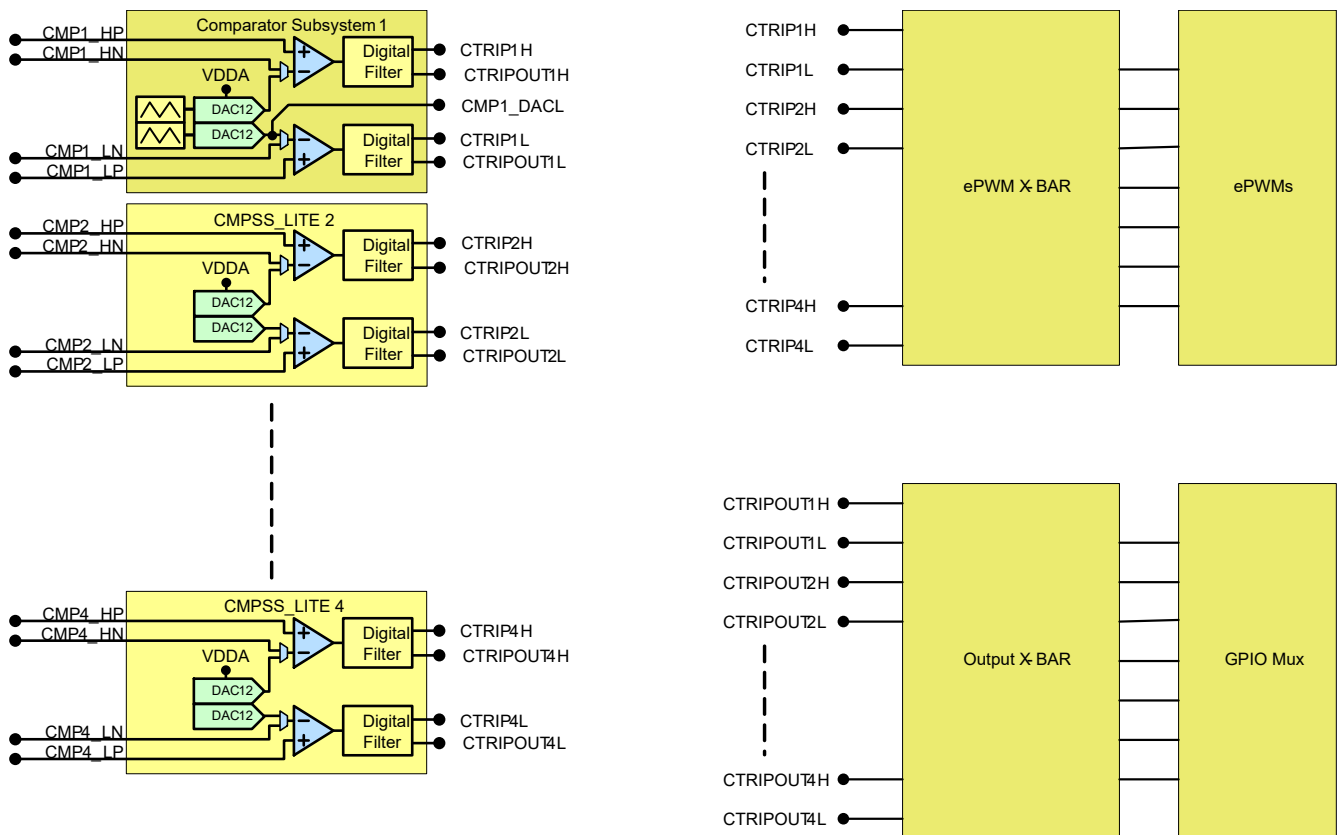 Comparator Subsystem 1
CMP1_HP
CMP1_HN
VDDA
DAC12
DAC12
Digital
Filter
CTRIP1H
CTRIPOUT1H
CMP1_DACL
CMP1_LN
CMP1_LP
Digital
Filter
CTRIP1L
CTRIPOUT1L
CMPSS_LITE 2
CMP2_HP
CMP2_HN
VDDA
DAC12
DAC12
Digital
Filter
CTRIP2H
CTRIPOUT2H
CMP2_LN
CMP2_LP
Digital
Filter
CTRIP2L
CTRIPOUT2L
CMPSS_LITE 4
CMP4_HP
CMP4_HN
VDDA
DAC12
DAC12
Digital
Filter
CTRIP4H
CTRIPOUT4H
CMP4_LN
CMP4_LP
Digital
Filter
CTRIP4L
CTRIPOUT4L
CTRIP1H
CTRIP1L
CTRIP2H
CTRIP2L
CTRIP4H
CTRIP4L
ePWM X-BAR
ePWMs
CTRIPOUT1H
CTRIPOUT1L
CTRIPOUT2H
CTRIPOUT2L
CTRIPOUT4H
CTRIPOUT4L
Output X-BAR
GPIO Mux